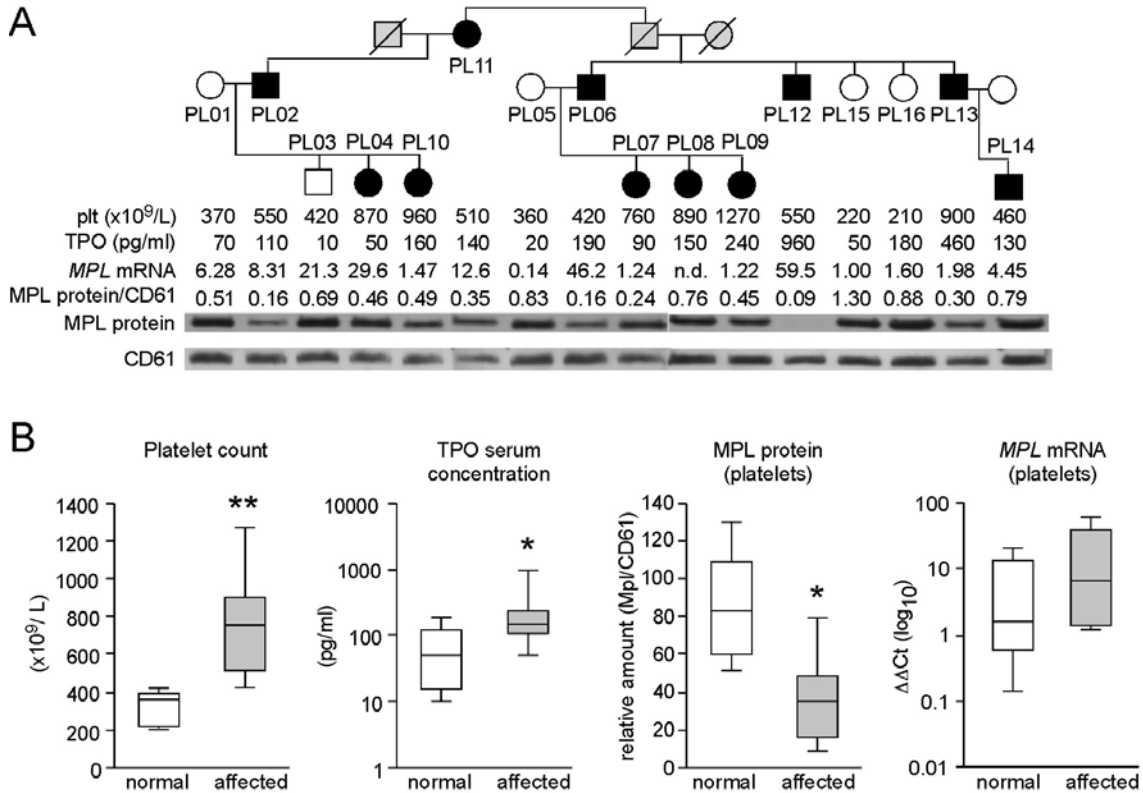 A
PL11
PL01 PL02 PL05 PL06 PL12 PL15 PL16 PL13
PL03 PL04 PL10 PL07 PL08 PL09 PL14
plt (x10⁹/L) 370 550 420 870 960 510 360 420 760 890 1270 550 220 210 900 460
TPO (pg/ml) 70 110 10 50 160 140 20 190 90 150 240 960 50 180 460 130
MPL mRNA 6.28 8.31 21.3 29.6 1.47 12.6 0.14 46.2 1.24 n.d. 1.22 59.5 1.00 1.60 1.98 4.45
MPL protein/CD61 0.51 0.16 0.69 0.46 0.49 0.35 0.83 0.16 0.24 0.76 0.45 0.09 1.30 0.88 0.30 0.79
MPL protein
CD61
B
Platelet count
(x10⁹/ L)
1400
1200
1000
800
600
400
200
0
**
normal affected
TPO serum
concentration
(pg/ml)
10000
1000
100
10
1
*
normal affected
MPL protein
(platelets)
relative amount (Mpl/CD61)
140
120
100
80
60
40
20
0
*
normal affected
MPL mRNA
(platelets)
ΔΔCt (log₁₀)
100
10
1
0.1
0.01
normal affected